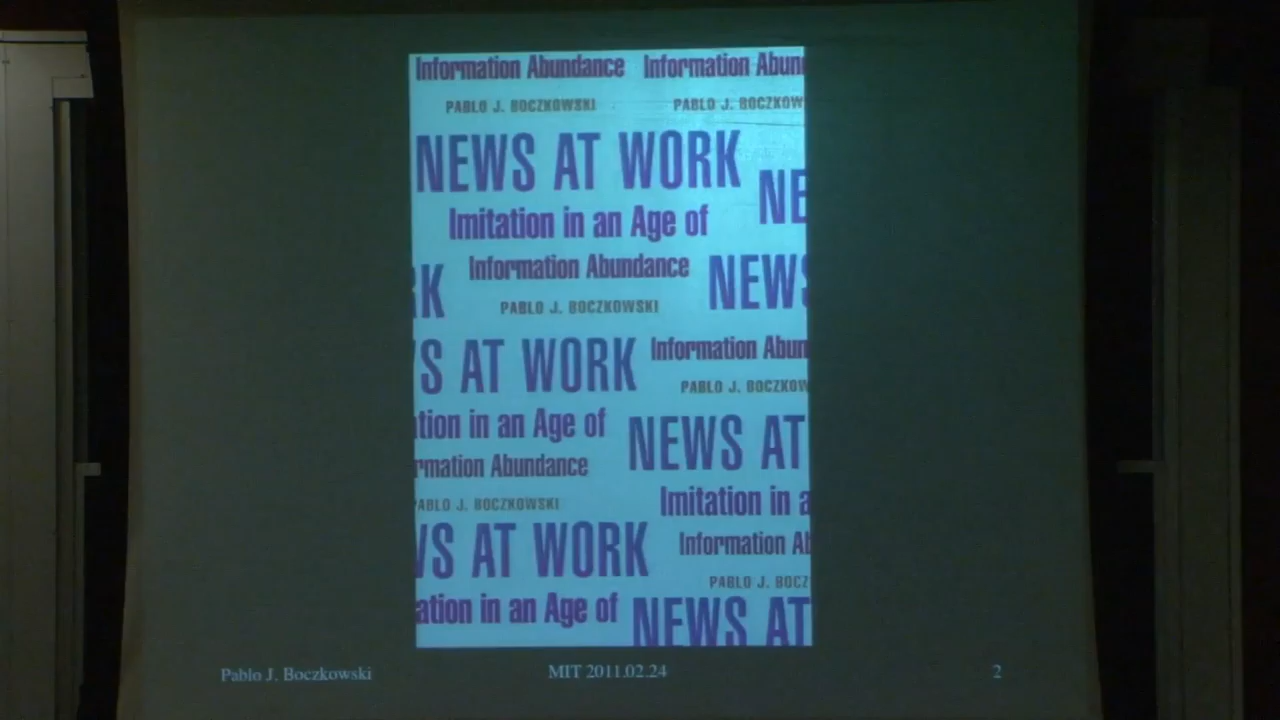 Information Abundance Information Abun
PABLO J. BOCZKOWSKI PABLO J. BOCZKOW
NEWS AT WORK
NE
Imitation in an Age of
Information Abundance
RK NEWS
PABLO J. BOCZKOWSKI
'S AT WORK
Information Abun
PABLO J. BOCZKOW
tion in an Age of
NEWS AT
rmation Abundance
Imitation in a
PABLO J. BOCZKOWSKI
WS AT WORK
Information Ab
PABLO J. BOCZ
ation in an Age of
NEWS AT
Pablo J. Boczkowski MIT 2011.02.24 2